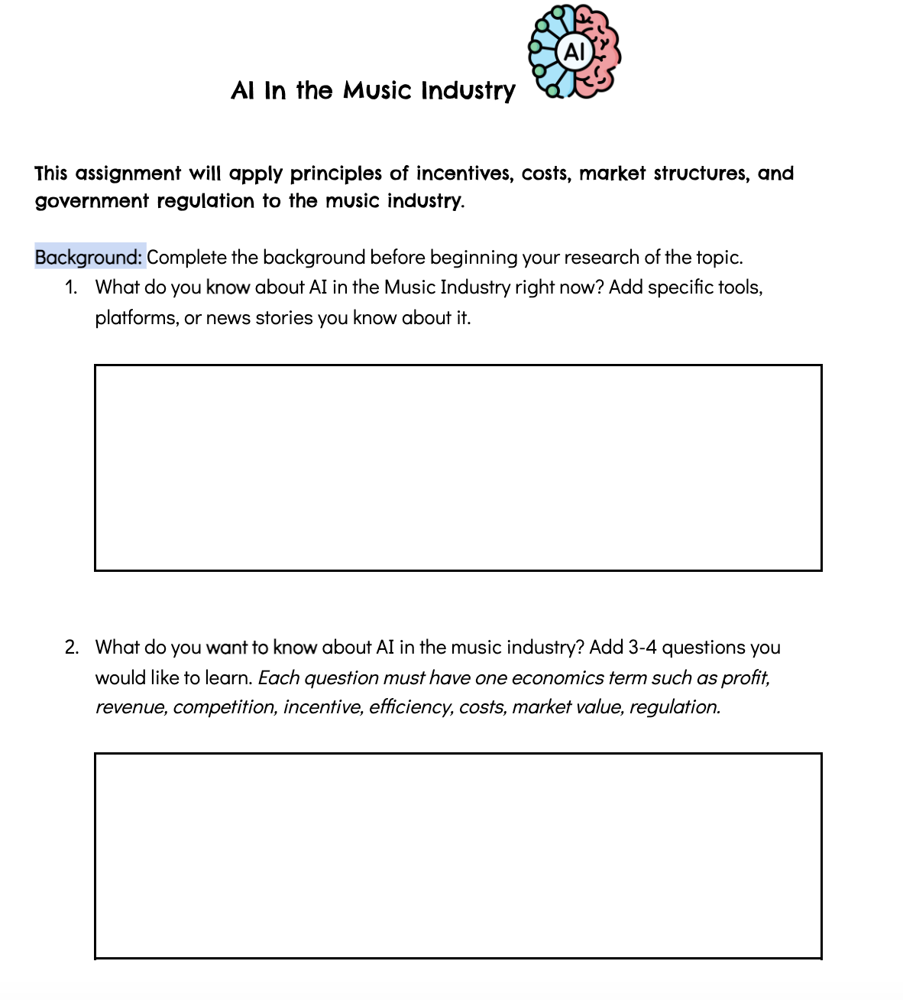 AI
AI In the Music Industry
This assignment will apply principles of incentives, costs, market structures, and
government regulation to the music industry.
Background: Complete the background before beginning your research of the topic.
1. What do you know about AI in the Music Industry right now? Add specific tools,
platforms, or news stories you know about it.
2. What do you want to know about AI in the music industry? Add 3-4 questions you
would like to learn. Each question must have one economics term such as profit,
revenue, competition, incentive, efficiency, costs, market value, regulation.